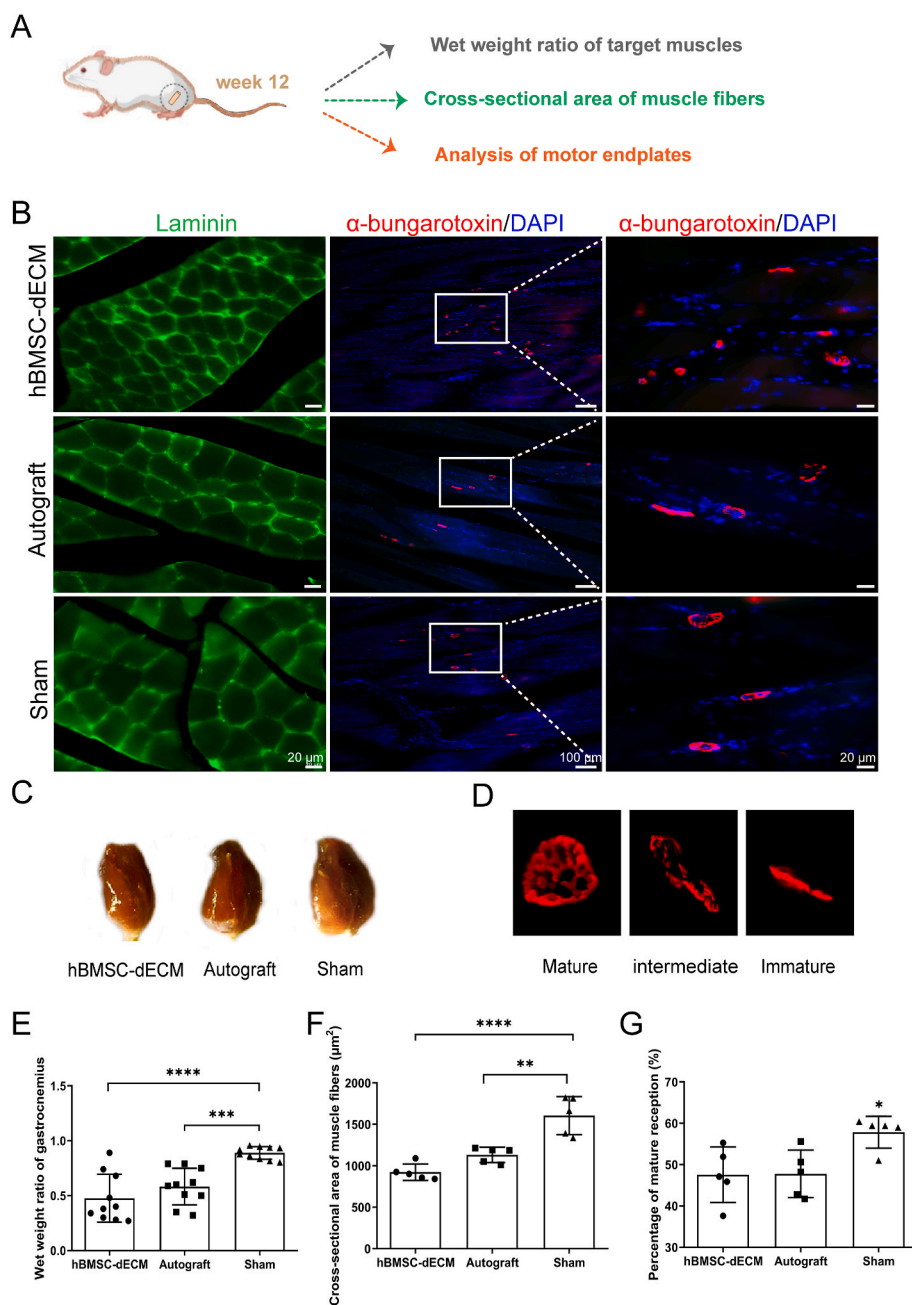 A
week 12
Wet weight ratio of target muscles
Cross-sectional area of muscle fibers
Analysis of motor endplates
B
Laminin
α-bungarotoxin/DAPI
α-bungarotoxin/DAPI
hBMSC-dECM
Autograft
Sham
20 µm
100 µm
20 µm
C
hBMSC-dECM
Autograft
Sham
D
Mature
intermediate
Immature
E
Wet weight ratio of gastrocnemius
1.5
1.0
0.5
0.0
****
***
hBMSC-dECM
Autograft
Sham
F
Cross-sectional area of muscle fibers (µm²)
2000
1500
1000
500
0
****
**
hBMSC-dECM
Autograft
Sham
G
Percentage of mature reception (%)
70
60
50
40
30
*
hBMSC-dECM
Autograft
Sham